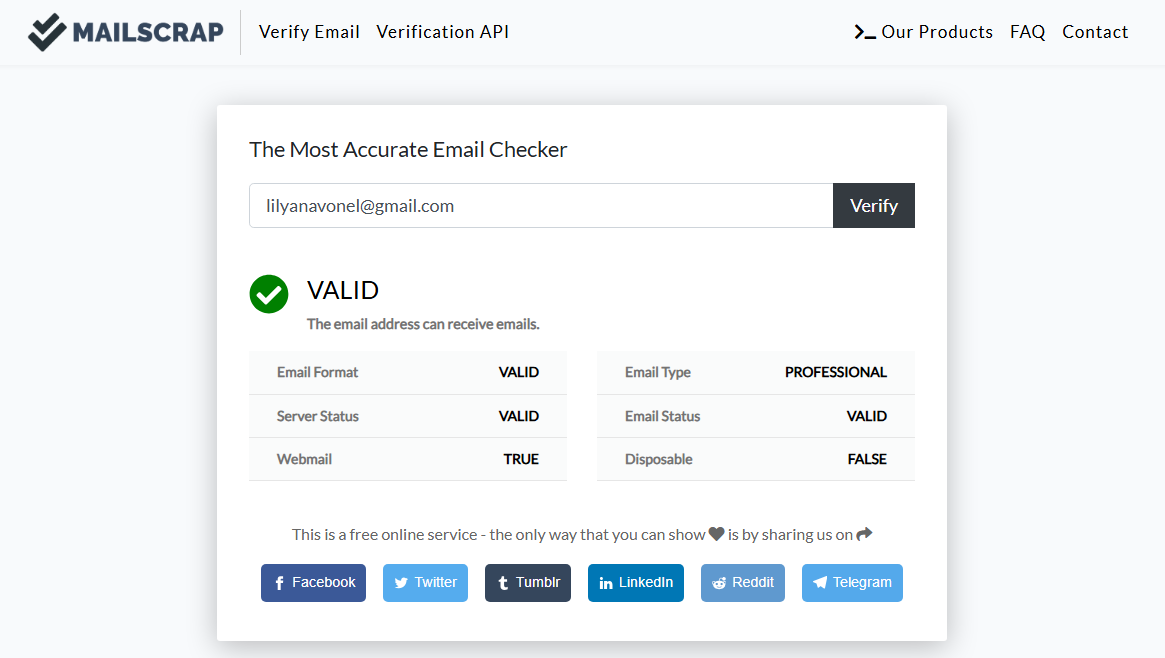 MAILSCRAP Verify Email Verification API Our Products FAQ Contact
The Most Accurate Email Checker
lilyanavonel@gmail.com Verify
VALID
The email address can receive emails.
Email Format VALID Email Type PROFESSIONAL
Server Status VALID Email Status VALID
Webmail TRUE Disposable FALSE
This is a free online service - the only way that you can show is by sharing us on
Facebook Twitter Tumblr LinkedIn Reddit Telegram